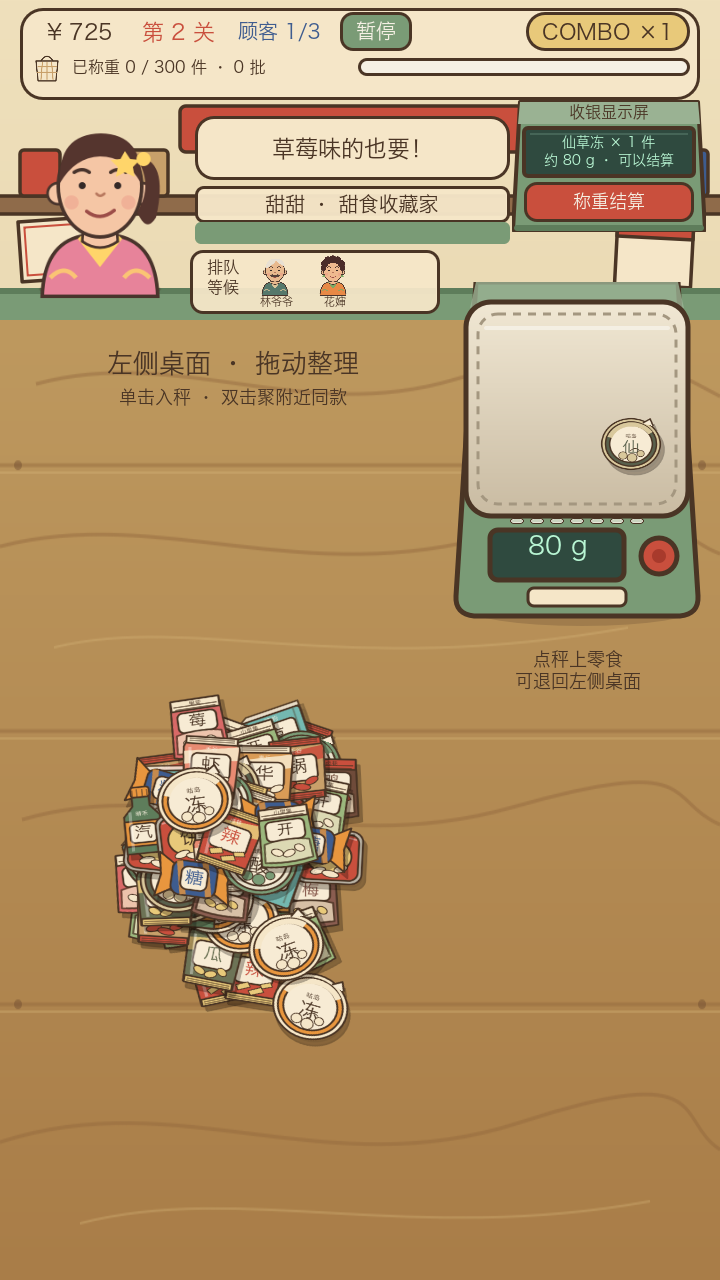 ¥ 725 第 2 关 顾客 1/3 暂停 COMBO ×1
已称重 0 / 300 件 · 0 批
收银显示屏
仙草冻 × 1 件
约 80 g · 可以结算
称重结算
草莓味的也要！
甜甜 · 甜食收藏家
排队
等候
林爷爷 花婶
左侧桌面 · 拖动整理
单击入秤 · 双击聚附近同款
仙
80 g
点秤上零食
可退回左侧桌面
莓
虾
华
锅
冻
汽
辣
开
糖
梅
瓜
冻
辣
冻